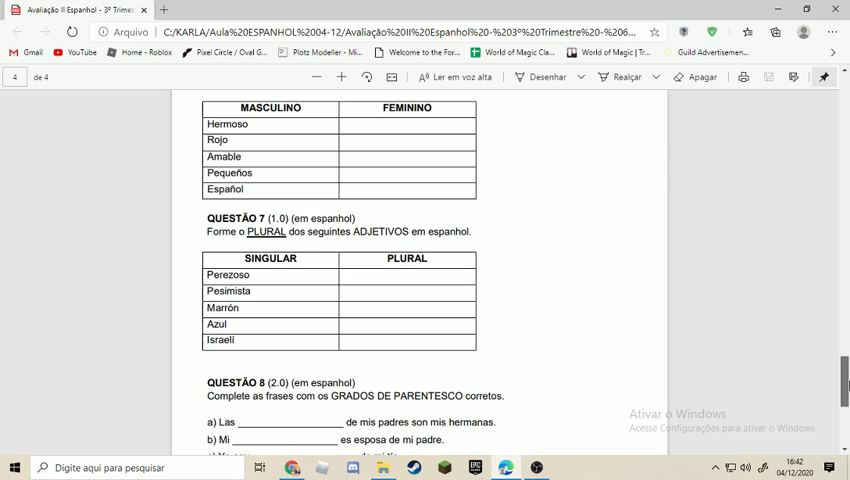 Avaliação II Espanhol - 3º Trimes
Arquivo C:/KARLA/Aula%20ESPANHOL%2004-12/Avaliação%20II%20Espanhol%20-%203º%20Trimestre%20-%206...
Gmail YouTube Home - Roblox Pixel Circle / Oval G... Plotz Modeller - Mi... Welcome to the For... World of Magic Cla... World of Magic | Tr... Guild Advertisemen...
4 de 4 Ler em voz alta Desenhar Realçar Apagar
MASCULINO FEMININO
Hermoso
Rojo
Amable
Pequeños
Español
QUESTÃO 7 (1.0) (em espanhol)
Forme o PLURAL dos seguintes ADJETIVOS em espanhol.
SINGULAR PLURAL
Perezoso
Pesimista
Marrón
Azul
Israelí
QUESTÃO 8 (2.0) (em espanhol)
Complete as frases com os GRADOS DE PARENTESCO corretos.
a) Las ____________________ de mis padres son mis hermanas.
b) Mi ____________________ es esposa de mi padre.
Ativar o Windows
Acesse Configurações para ativar o Windows.
Digite aqui para pesquisar
16:42
04/12/2020